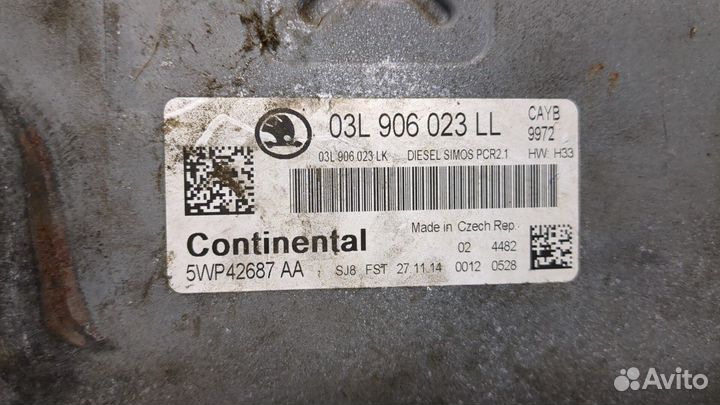 03L 906 023 LL
CAYB
9972
03L 906 023 LK DIESEL SIMOS PCR2.1 HW: H33
Made in Czech Rep.
Continental
02 4482
5WP42687 AA SJ8 FST 27.11.14 0012 0528
Avito